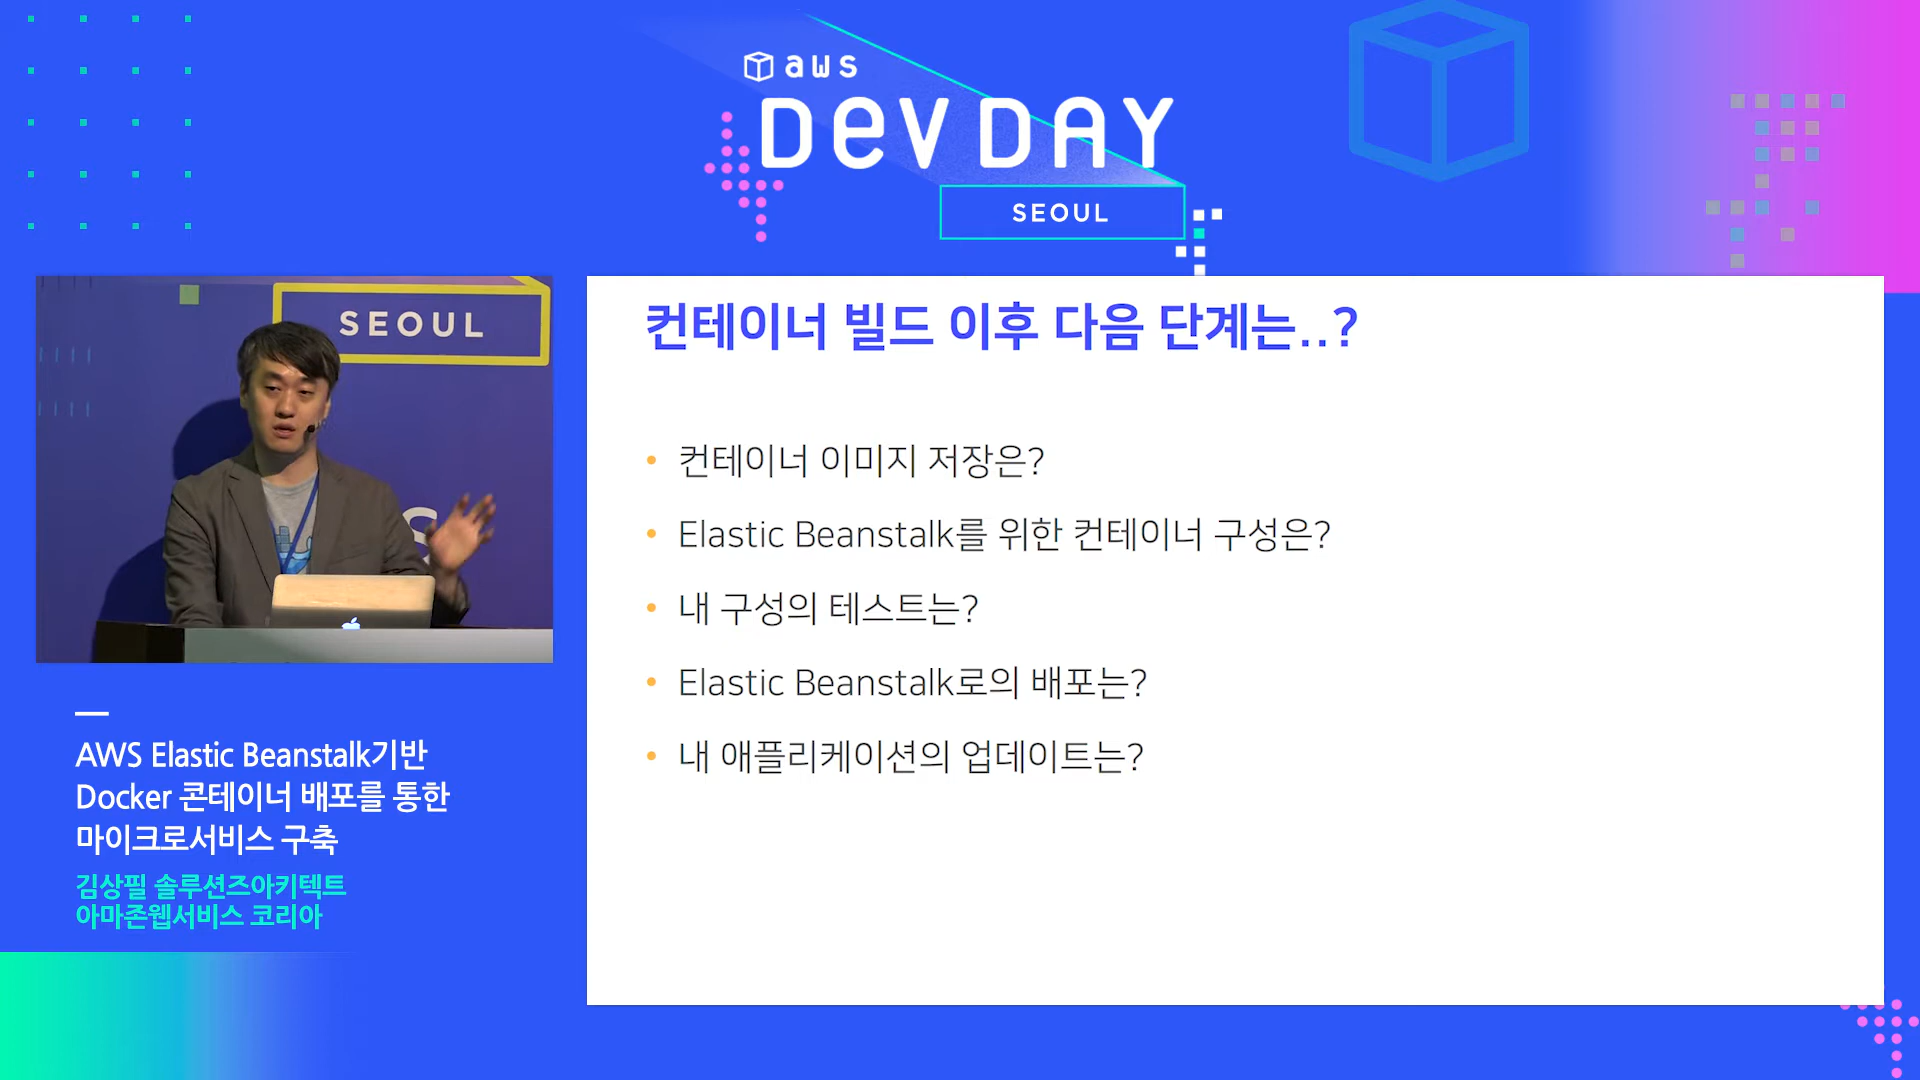 aws
DEV DAY
SEOUL
SEOUL
S
컨테이너 빌드 이후 다음 단계는..?
• 컨테이너 이미지 저장은?
• Elastic Beanstalk를 위한 컨테이너 구성은?
• 내 구성의 테스트는?
• Elastic Beanstalk로의 배포는?
• 내 애플리케이션의 업데이트는?
AWS Elastic Beanstalk기반
Docker 콘테이너 배포를 통한
마이크로서비스 구축
김상필 솔루션즈아키텍트
아마존웹서비스 코리아